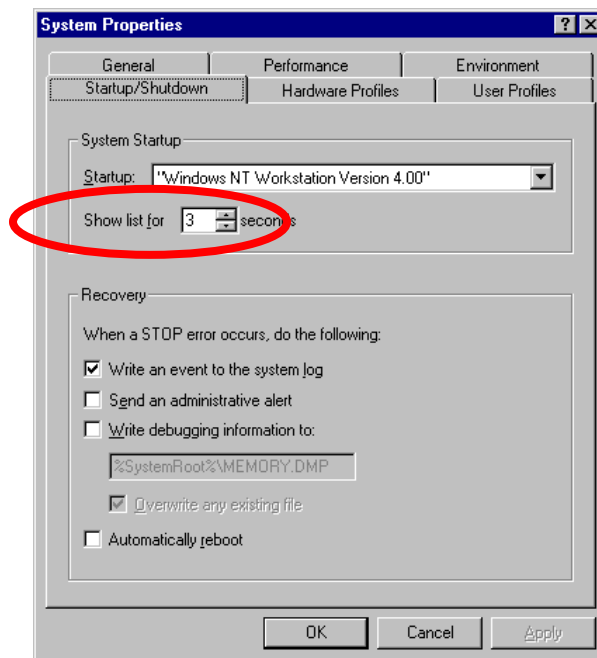 System Properties
General Performance Environment
Startup/Shutdown Hardware Profiles User Profiles
System Startup
Startup: "Windows NT Workstation Version 4.00"
Show list for 3 seconds
Recovery
When a STOP error occurs, do the following:
Write an event to the system log
Send an administrative alert
Write debugging information to:
%SystemRoot%\MEMORY.DMP
Overwrite any existing file
Automatically reboot
OK Cancel Apply